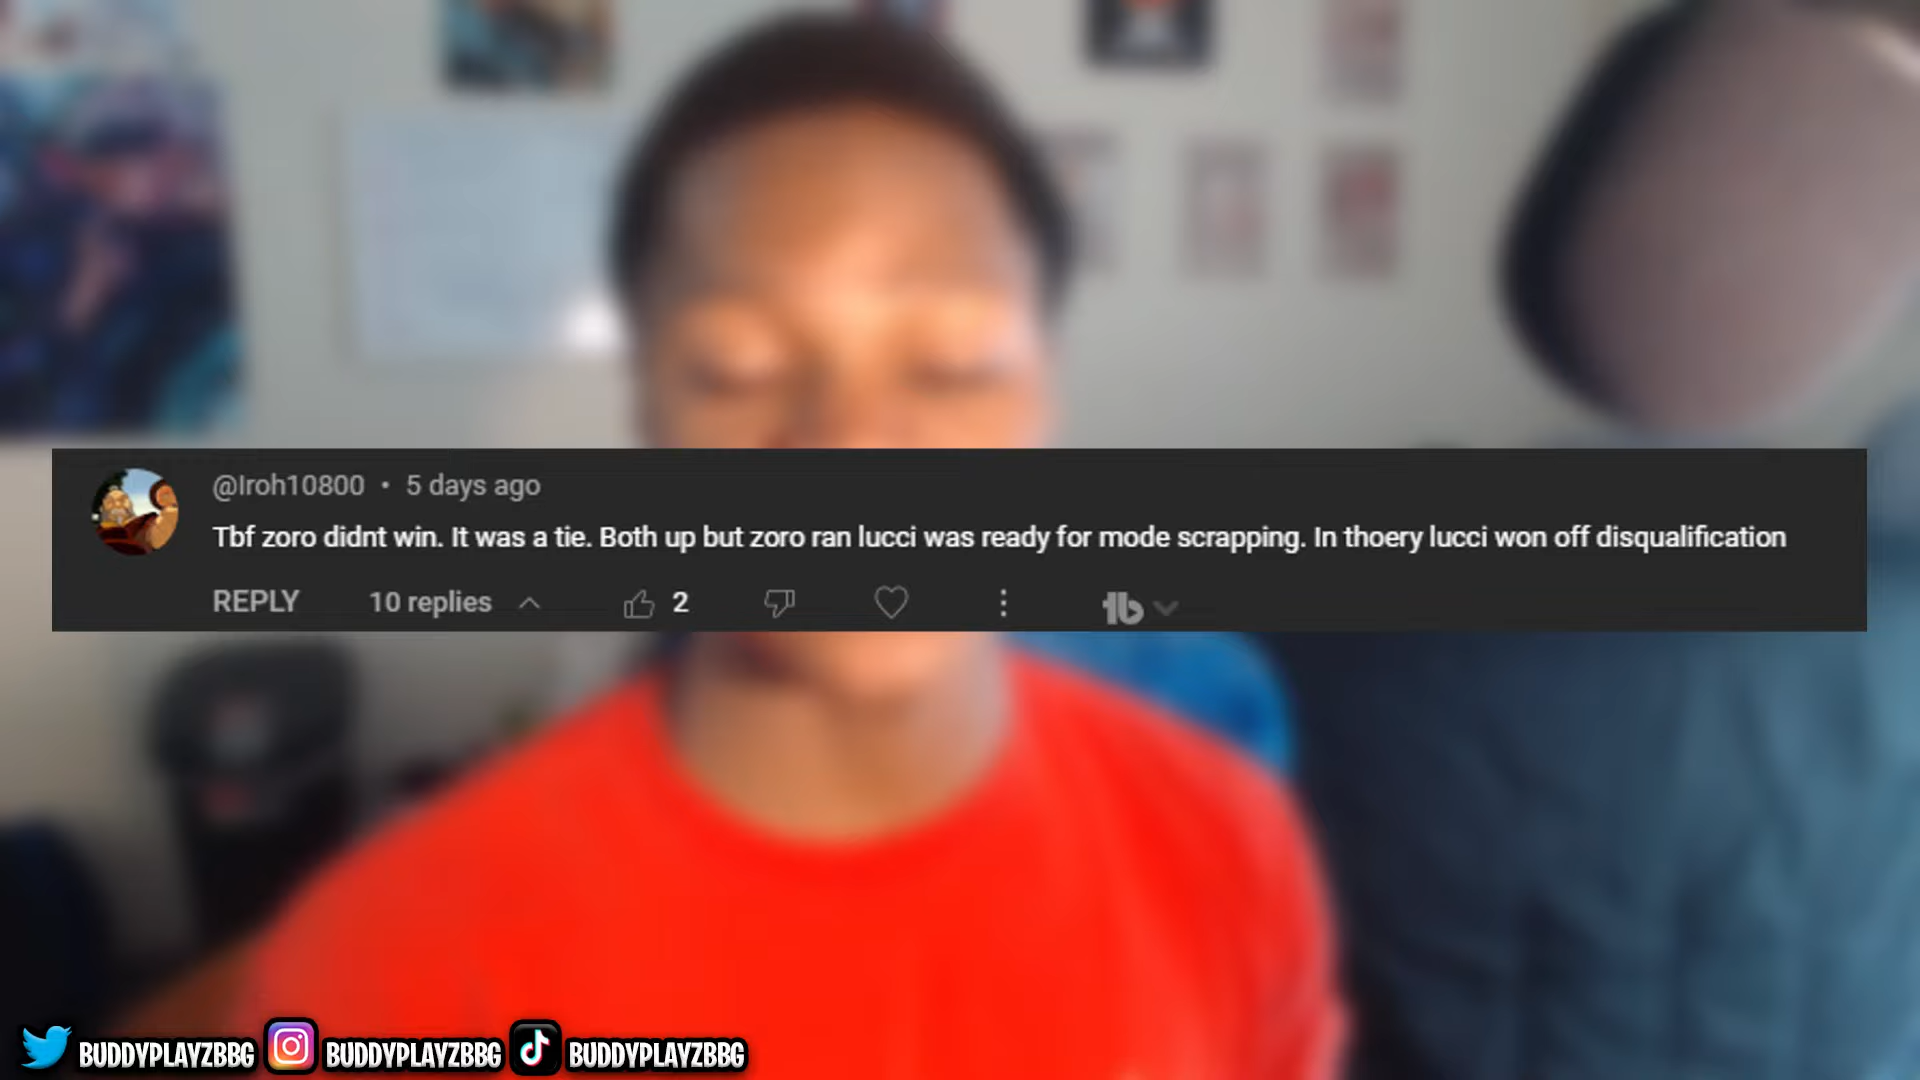 @Iroh10800 • 5 days ago
Tbf zoro didnt win. It was a tie. Both up but zoro ran lucci was ready for mode scrapping. In thoery lucci won off disqualification
REPLY 10 replies 2
BUDDYPLAYZBBG BUDDYPLAYZBBG BUDDYPLAYZBBG